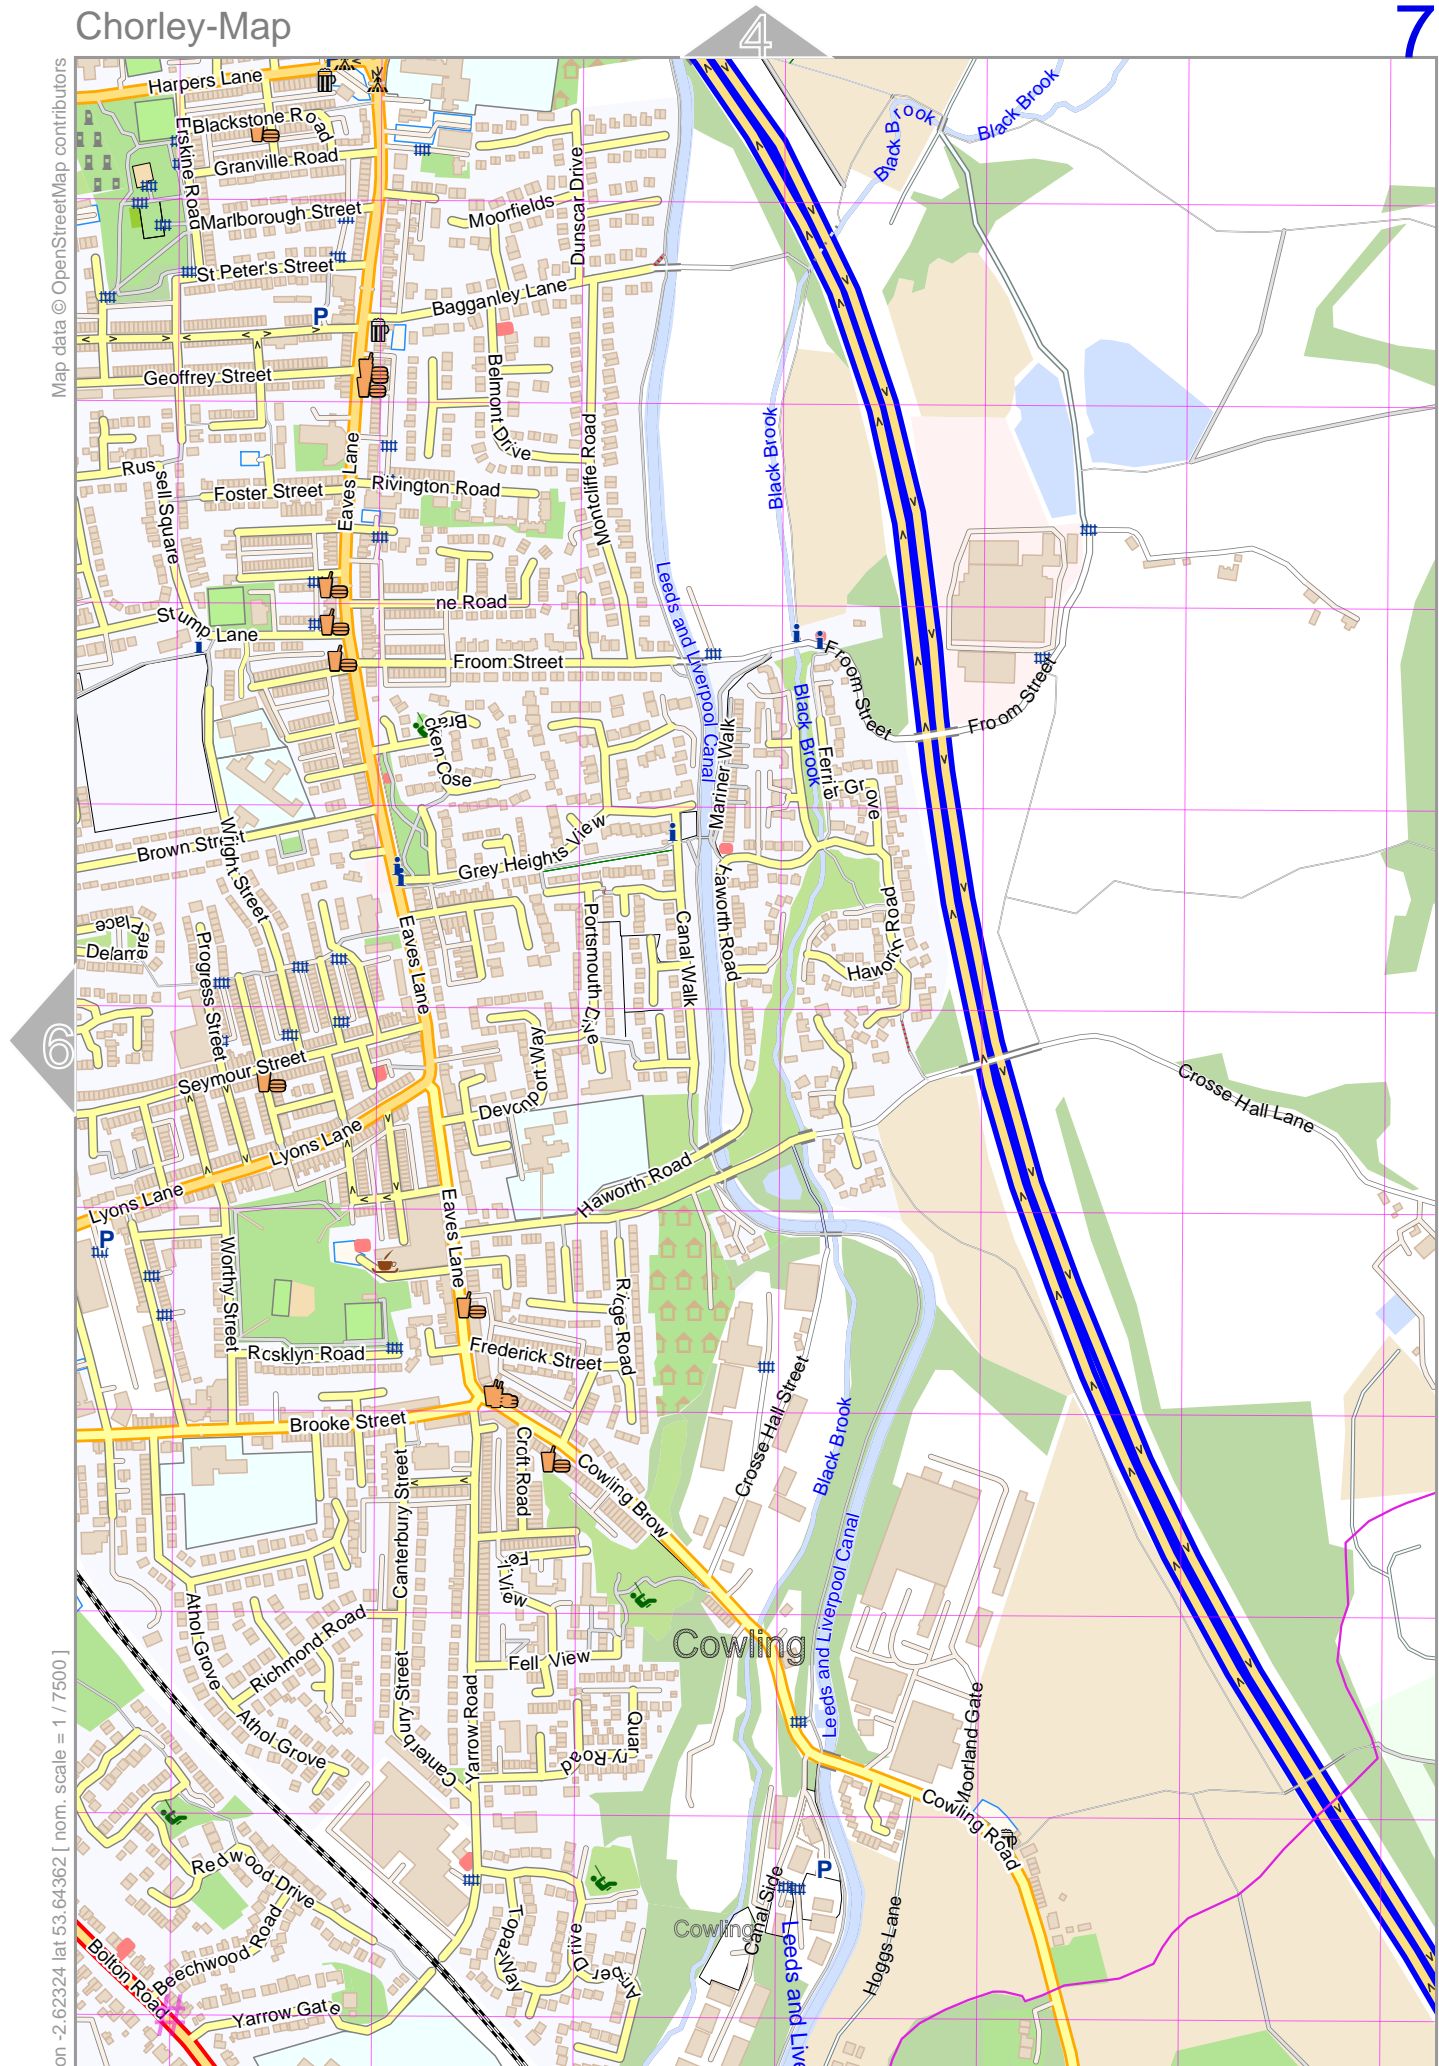 Chorley-Map
4
7
Map data © OpenStreetMap contributors
Harpers Lane
Blackstone Road
Erskine Road
Granville Road
Marlborough Street
St Peter's Street
Moorfields
Dunscar Drive
Bagganley Lane
Black Brook
Black Brook
P
Geoffrey Street
Belmont Drive
Montcliffe Road
Black Brook
Russell Square
Foster Street
Eaves Lane
Rivington Road
Leeds and Liverpool Canal
Stump Lane
ne Road
Froom Street
Froom Street
Froom Street
Black Brook
Mariner Walk
Ferrier Grove
Brown Street
Wright Street
Grey Heights View
Haworth Road
Haworth Road
Progress Street
Eaves Lane
Portsmouth Drive
Canal Walk
6
Seymour Street
Devonport Way
Crosse Hall Lane
Lyons Lane
Lyons Lane
Haworth Road
P
Worthy Street
Eaves Lane
Ridge Road
Rosklyn Road
Frederick Street
Brooke Street
Crosse Hall Street
Black Brook
Croft Road
Cowling Brow
Canterbury Street
Leeds and Liverpool Canal
Fell View
Fell View
Athol Grove
Richmond Road
Cowling
Canterbury Street
Yarrow Road
Quarry Road
Moorland Gate
Athol Grove
Cowling Road
Redwood Drive
P
Canal Side
Cowling
Hoggs Lane
Beechwood Road
Bolton Road
Topaz Way
Amber Drive
Yarrow Gate
Leeds and Live
on -2.62324 lat 53.64362 [ nom. scale = 1 / 7500 ]